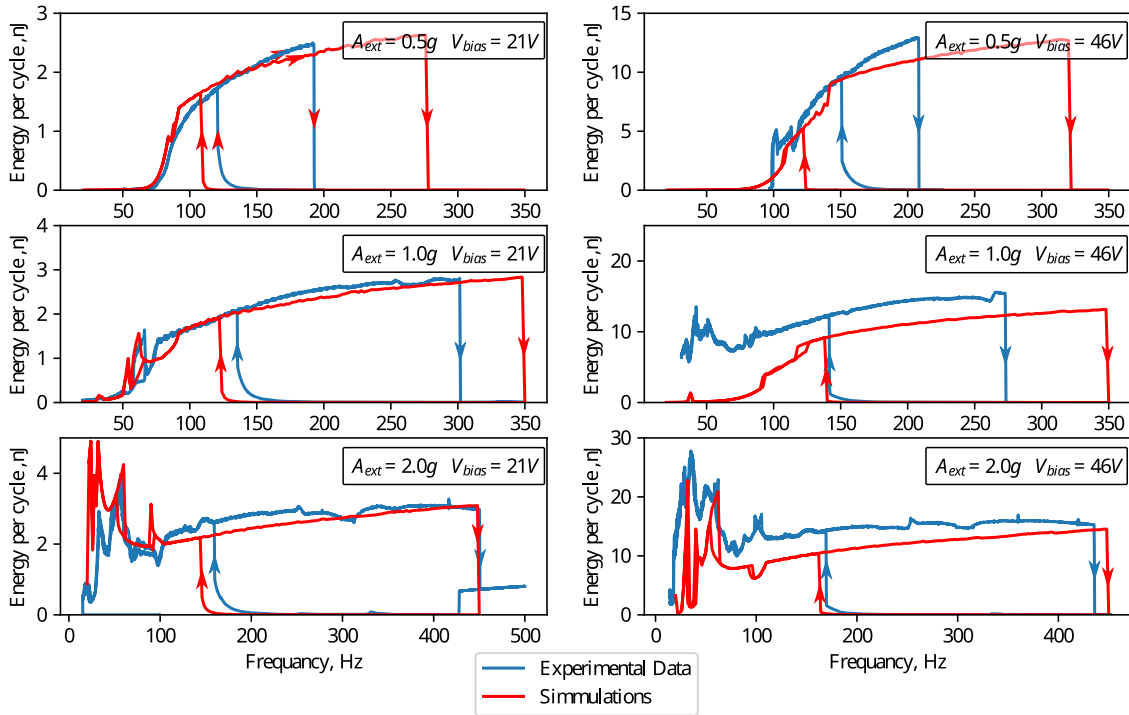 3
2
1
0
Energy per cycle,nJ
A_ext = 0.5g V_bias = 21V
50 100 150 200 250 300 350
15
10
5
0
Energy per cycle,nJ
A_ext = 0.5g V_bias = 46V
50 100 150 200 250 300 350
4
3
2
1
0
Energy per cycle,nJ
A_ext = 1.0g V_bias = 21V
50 100 150 200 250 300 350
20
10
0
Energy per cycle,nJ
A_ext = 1.0g V_bias = 46V
50 100 150 200 250 300 350
4
2
0
Energy per cycle,nJ
A_ext = 2.0g V_bias = 21V
0 100 200 300 400 500
Frequancy, Hz
30
20
10
0
Energy per cycle,nJ
A_ext = 2.0g V_bias = 46V
0 100 200 300 400
Frequancy, Hz
Experimental Data
Simmulations